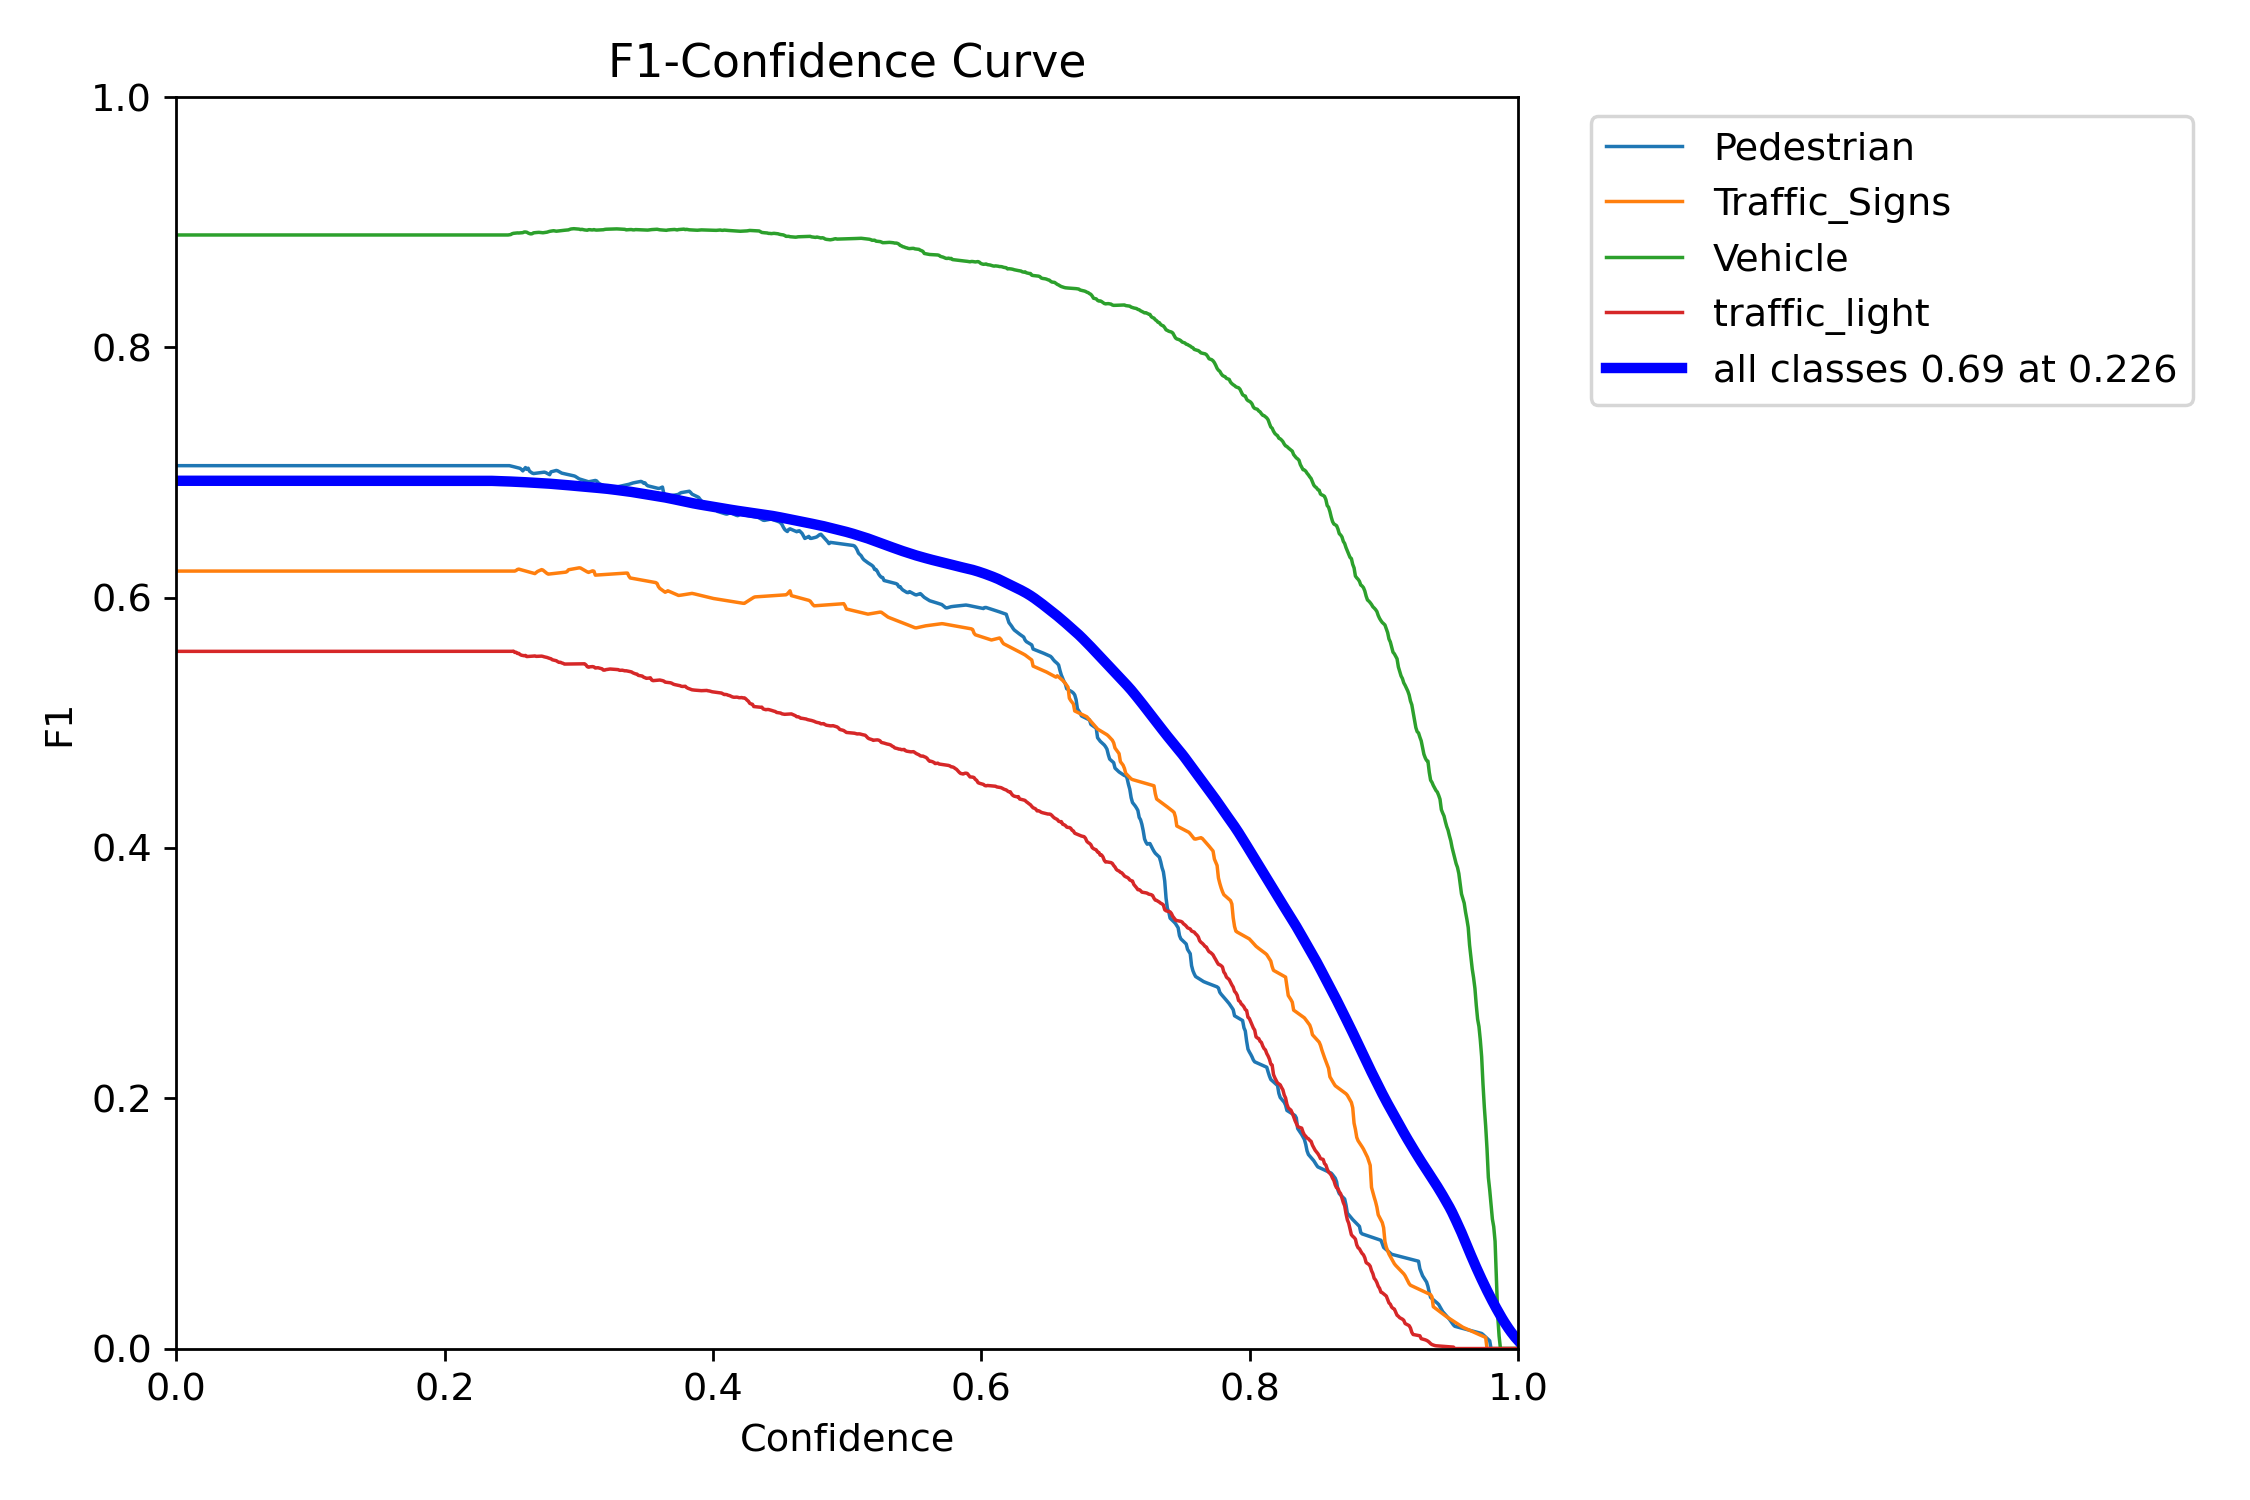 F1-Confidence Curve
1.0
0.8
0.6
0.4
0.2
0.0
F1
0.0 0.2 0.4 0.6 0.8 1.0
Confidence
Pedestrian
Traffic_Signs
Vehicle
traffic_light
all classes 0.69 at 0.226